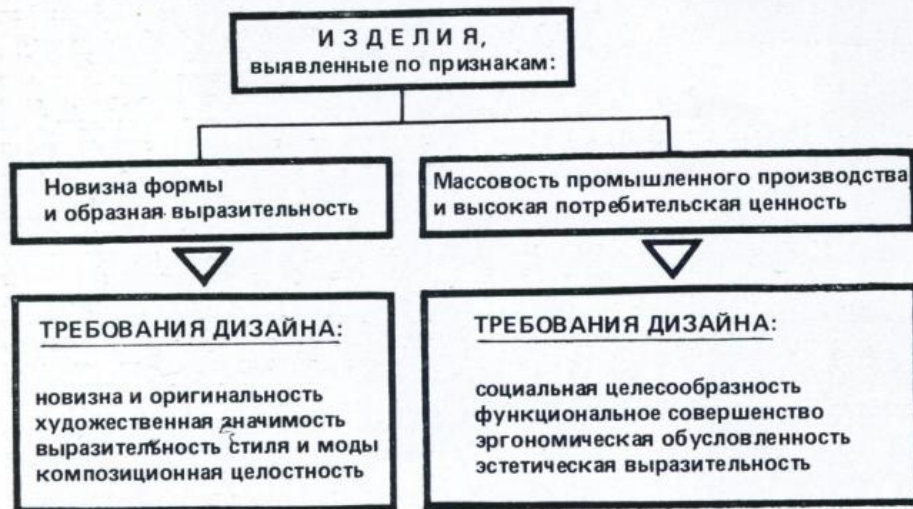 ИЗДЕЛИЯ,
выявленные по признакам:
Новизна формы
и образная выразительность
Массовость промышленного производства
и высокая потребительская ценность
ТРЕБОВАНИЯ ДИЗАЙНА:
новизна и оригинальность
художественная значимость
выразительность стиля и моды
композиционная целостность
ТРЕБОВАНИЯ ДИЗАЙНА:
социальная целесообразность
функциональное совершенство
эргономическая обусловленность
эстетическая выразительность